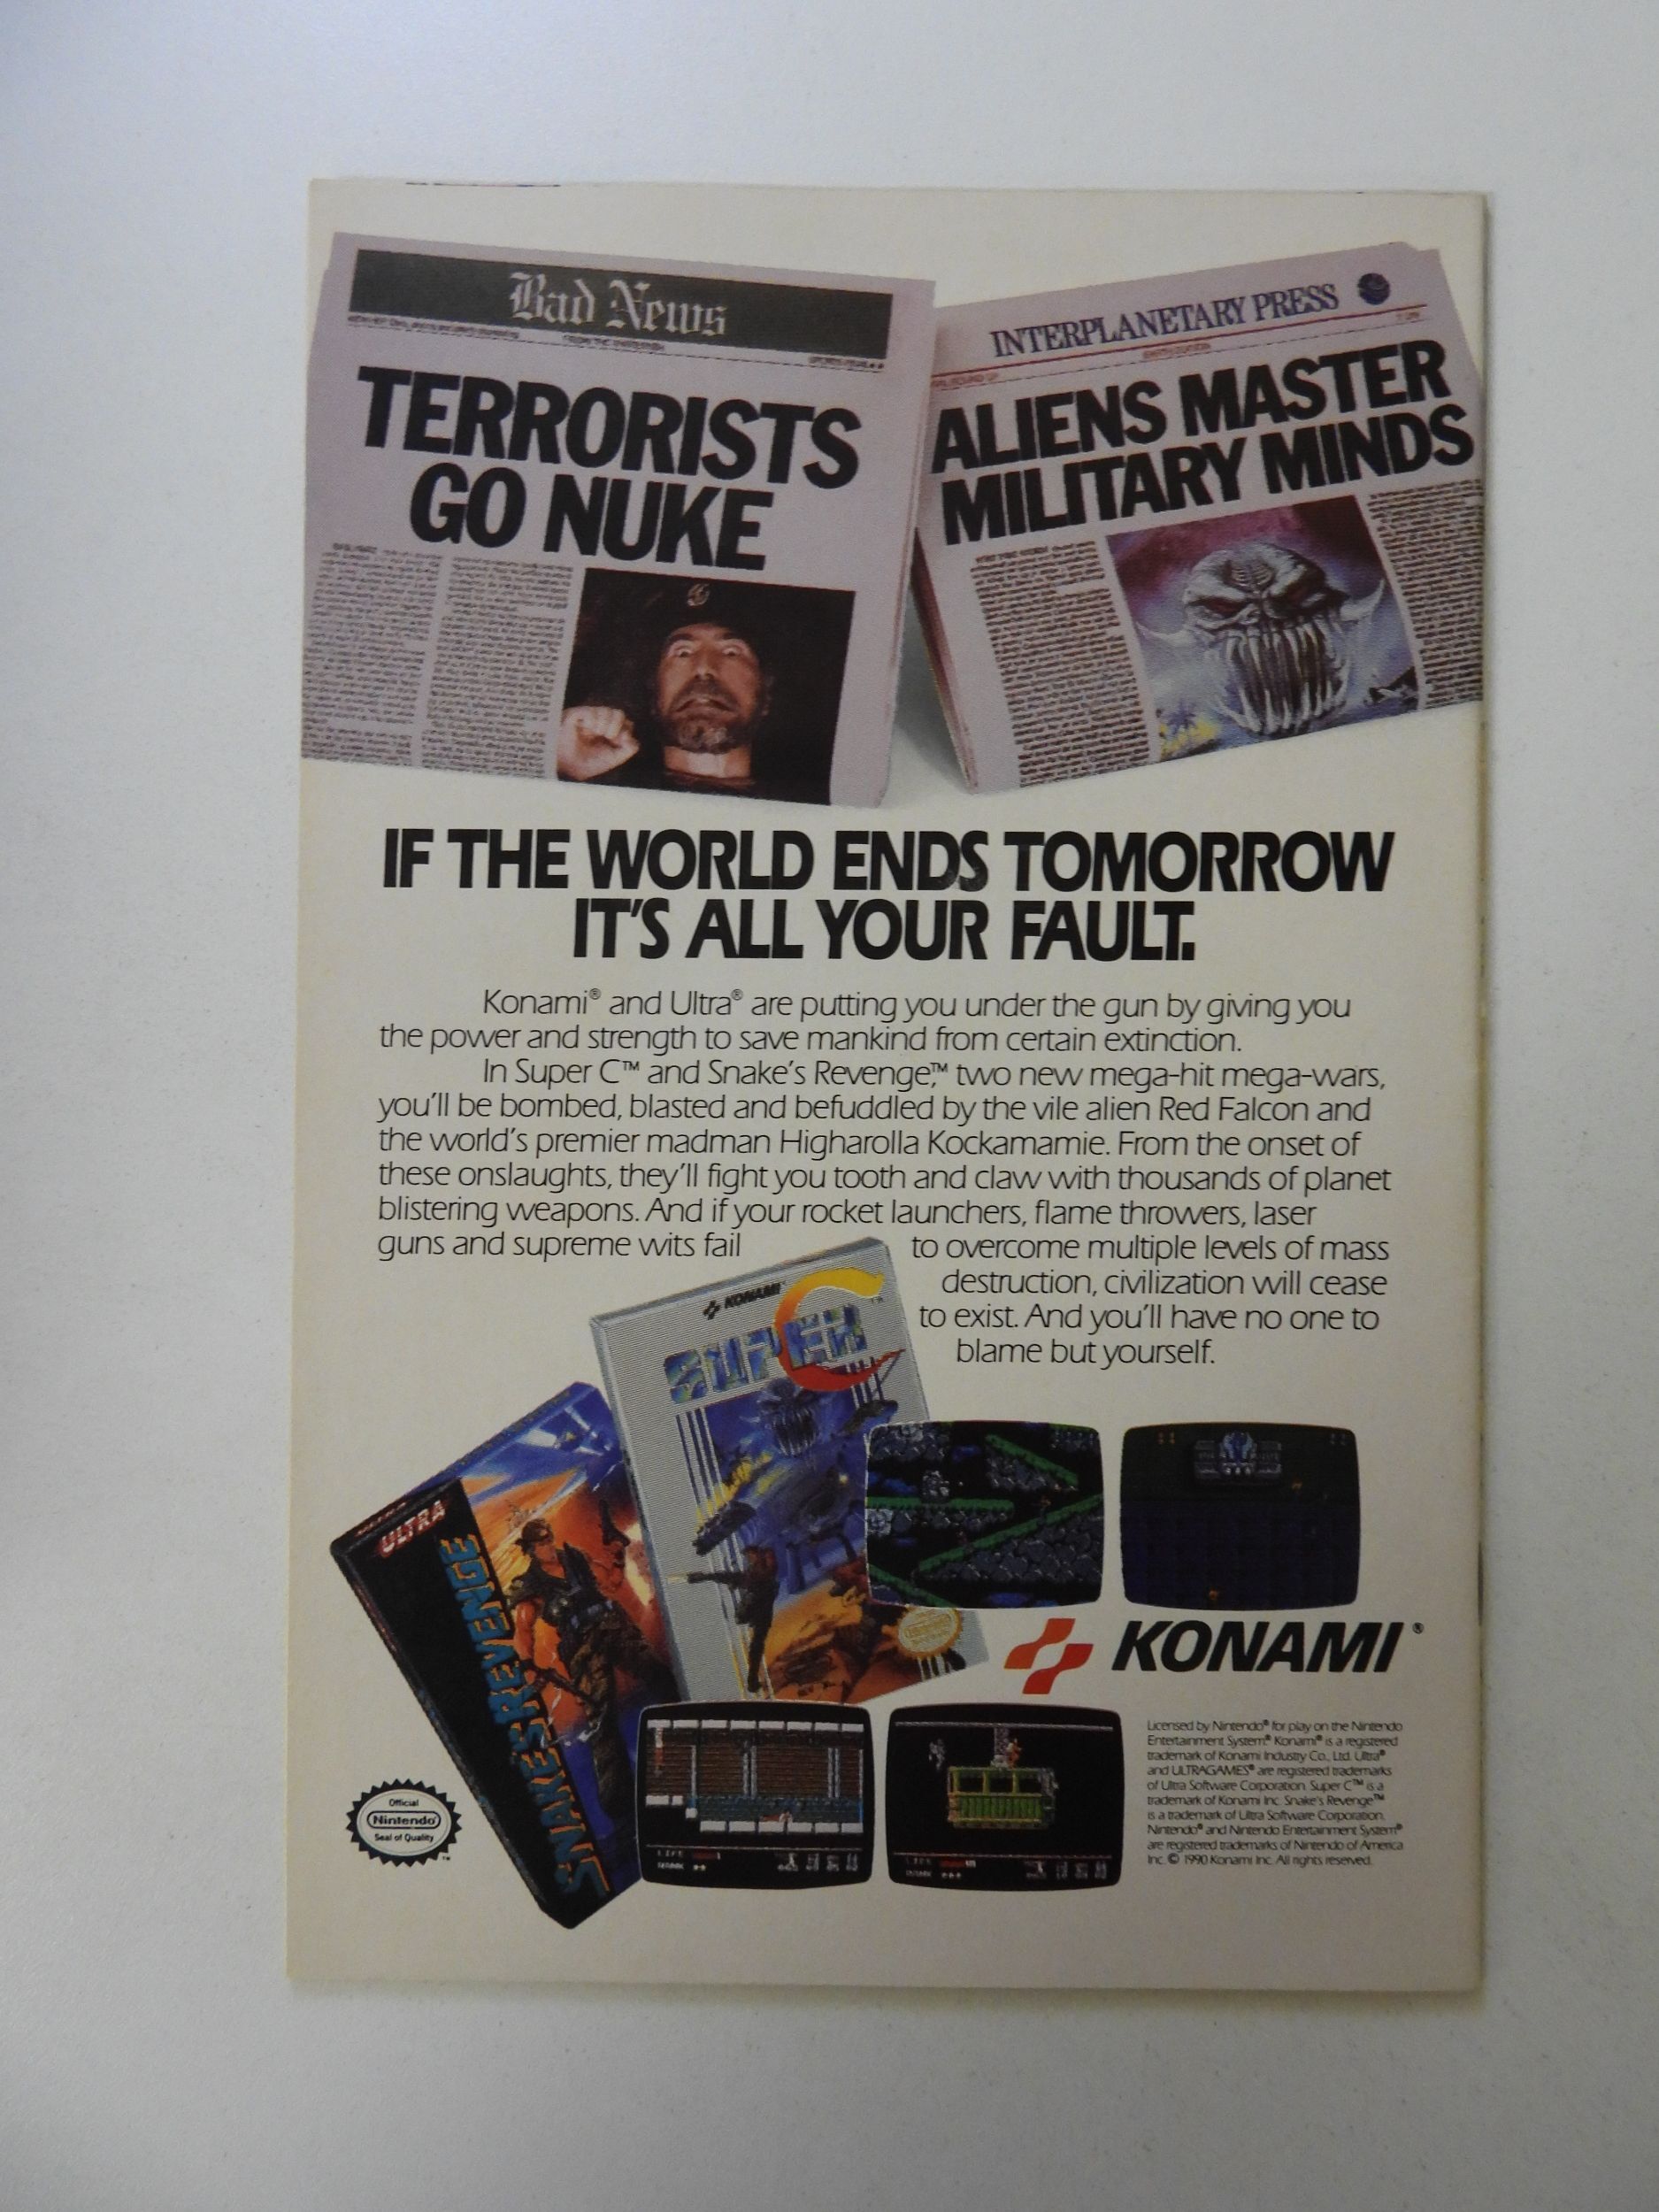 Bad News
TERRORISTS
GO NUKE
INTERPLANETARY PRESS
EARTH EDITION
ALIENS MASTER
MILITARY MINDS
IF THE WORLD ENDS TOMORROW
IT'S ALL YOUR FAULT.
Konami® and Ultra® are putting you under the gun by giving you
the power and strength to save mankind from certain extinction.
In Super C™ and Snake's Revenge,™ two new mega-hit mega-wars,
you'll be bombed, blasted and befuddled by the vile alien Red Falcon and
the world's premier madman Higharolla Kockamamie. From the onset of
these onslaughts, they'll fight you tooth and claw with thousands of planet
blistering weapons. And if your rocket launchers, flame throwers, laser
guns and supreme wits fail to overcome multiple levels of mass
destruction, civilization will cease
to exist. And you'll have no one to
blame but yourself.
KONAMI
SUPER C ™
ULTRA
SNAKE'S REVENGE
KONAMI®
Official
Nintendo
Seal of Quality
™
LIFE
RANK
LIFE
RANK
Licensed by Nintendo® for play on the Nintendo
Entertainment System® Konami® is a registered
trademark of Konami Industry Co., Ltd. Ultra®
and ULTRAGAMES® are registered trademarks
of Ultra Software Corporation. Super C™ is a
trademark of Konami Inc. Snake's Revenge™
is a trademark of Ultra Software Corporation.
Nintendo® and Nintendo Entertainment System®
are registered trademarks of Nintendo of America
Inc. © 1990 Konami Inc. All rights reserved.